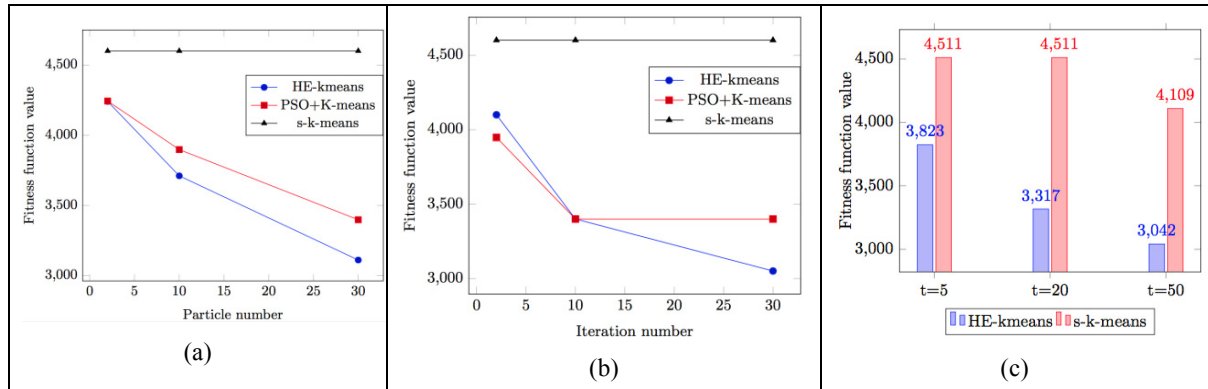 Fitness function value
4,500
4,000
3,500
3,000
0 5 10 15 20 25 30
Particle number
HE-kmeans
PSO+K-means
s-k-means
(a)
Fitness function value
4,500
4,000
3,500
3,000
0 5 10 15 20 25 30
Iteration number
HE-kmeans
PSO+K-means
s-k-means
(b)
Fitness function value
4,500
4,000
3,500
3,000
4,511 4,511
4,109
3,823
3,317
3,042
t=5 t=20 t=50
HE-kmeans s-k-means
(c)